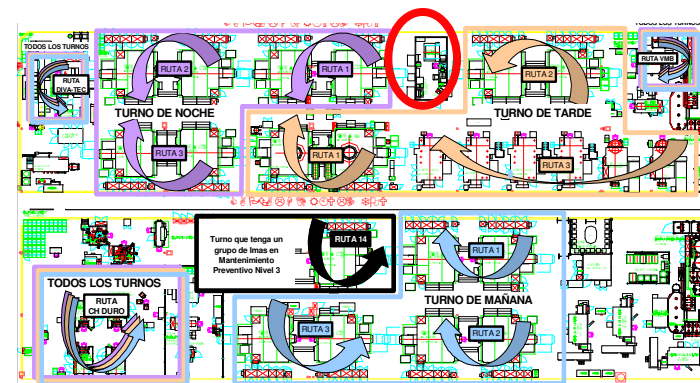 TODOS LOS TURNOS
TODOS LOS TURNOS
RUTA
DIVA-TEC
RUTA 2
RUTA 1
RUTA 2
RUTA VMB
TURNO DE NOCHE
TURNO DE TARDE
RUTA 3
RUTA 1
RUTA 3
Turno que tenga un
grupo de lmas en
Mantenimiento
Preventivo Nivel 3
RUTA 14
RUTA 1
TODOS LOS TURNOS
RUTA
CH DURO
TURNO DE MAÑANA
RUTA 3
RUTA 2